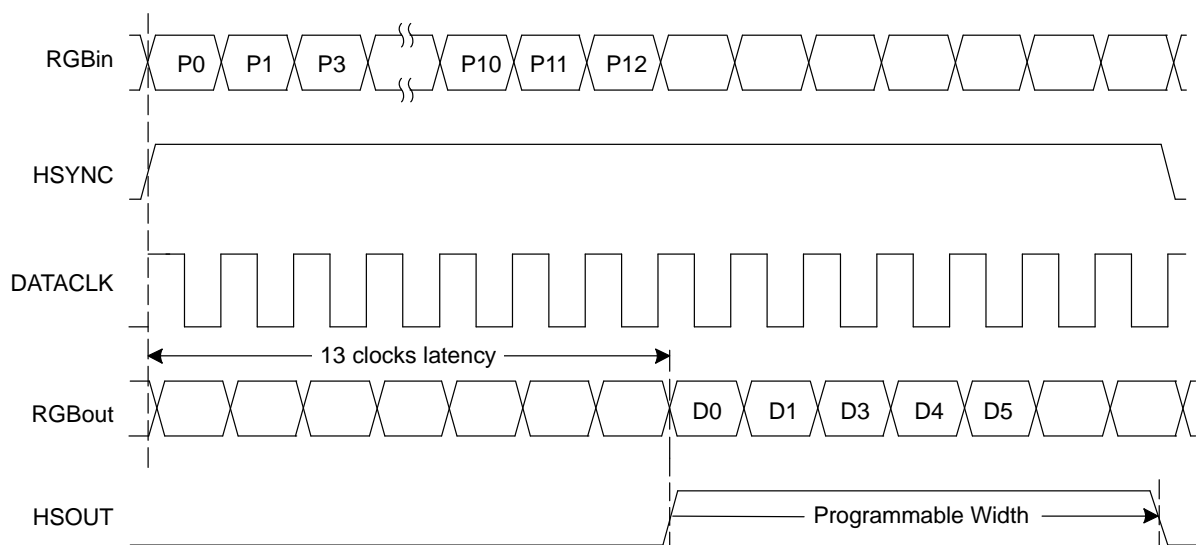 RGBin P0 P1 P3 P10 P11 P12
HSYNC
DATACLK
13 clocks latency
RGBout D0 D1 D3 D4 D5
HSOUT Programmable Width